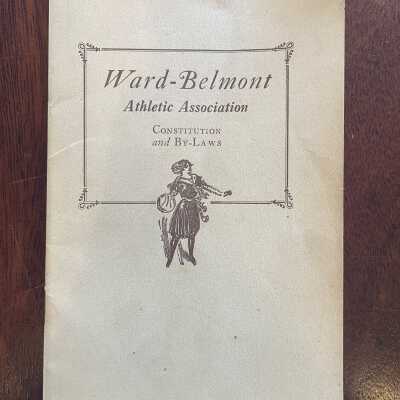 Ward-Belmont
Athletic Association
Constitution
and By-Laws